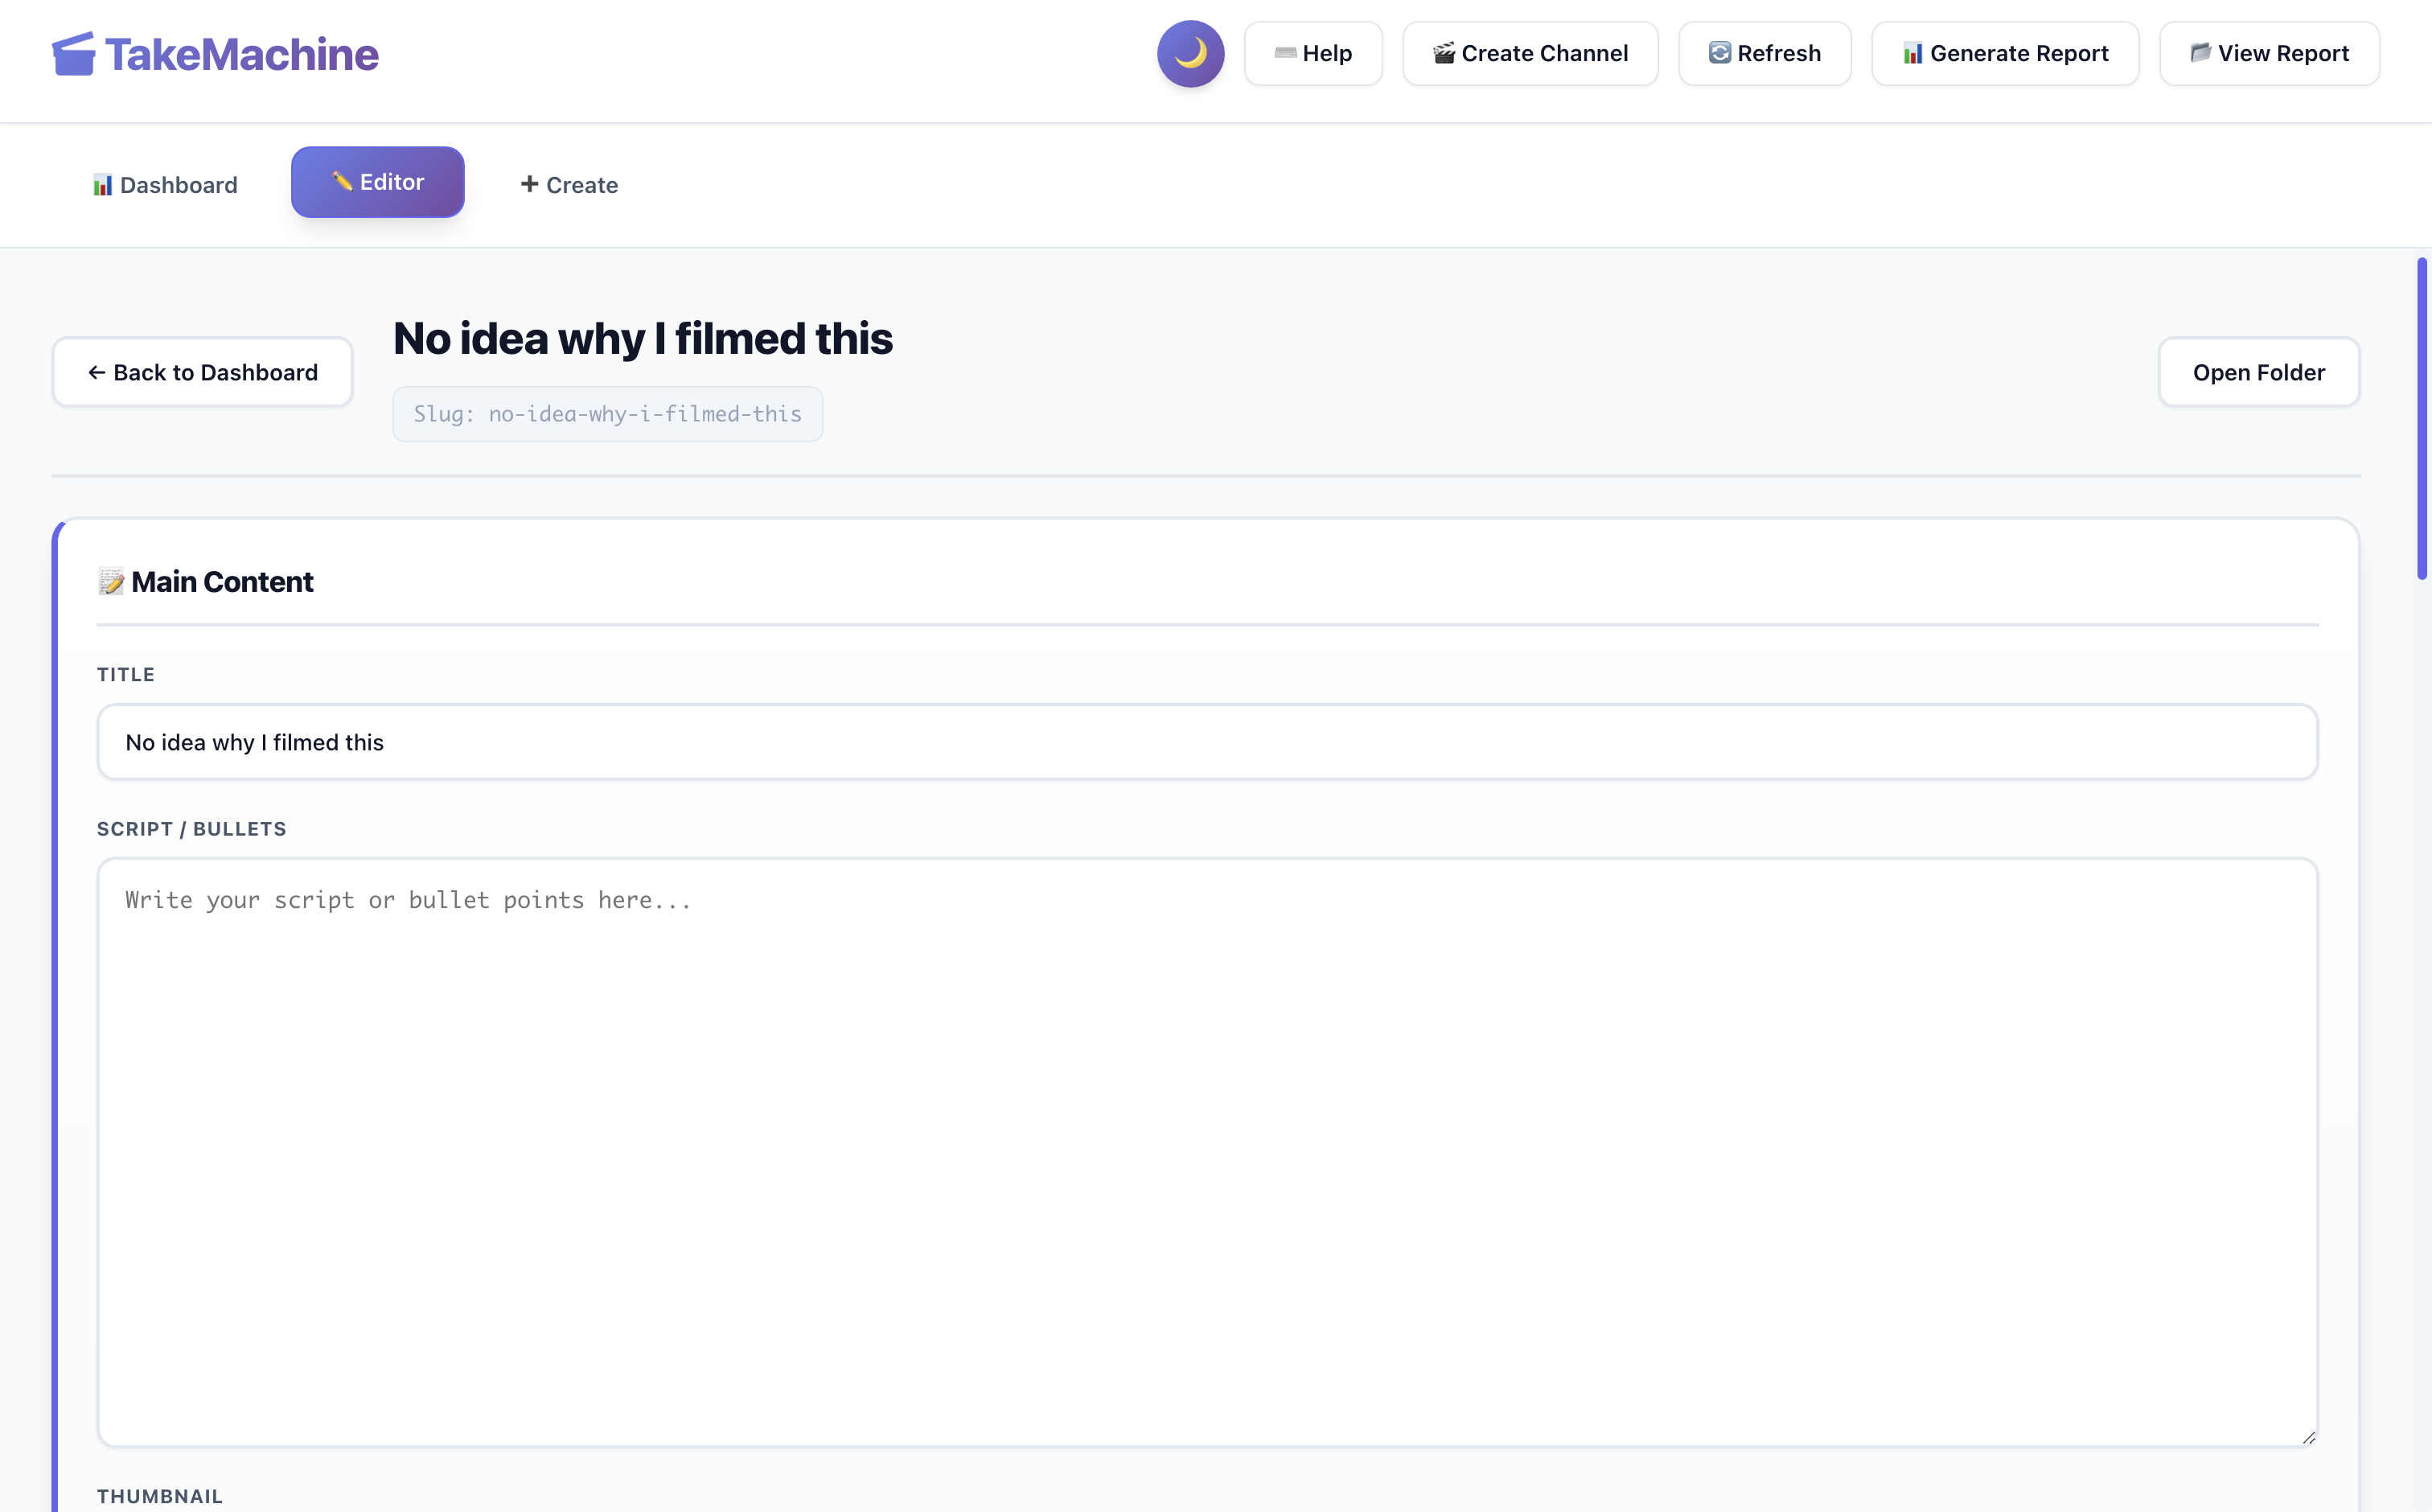 TakeMachine
Help
Create Channel
Refresh
Generate Report
View Report
Dashboard
Editor
Create
← Back to Dashboard
No idea why I filmed this
Slug: no-idea-why-i-filmed-this
Open Folder
Main Content
TITLE
No idea why I filmed this
SCRIPT / BULLETS
Write your script or bullet points here...
THUMBNAIL